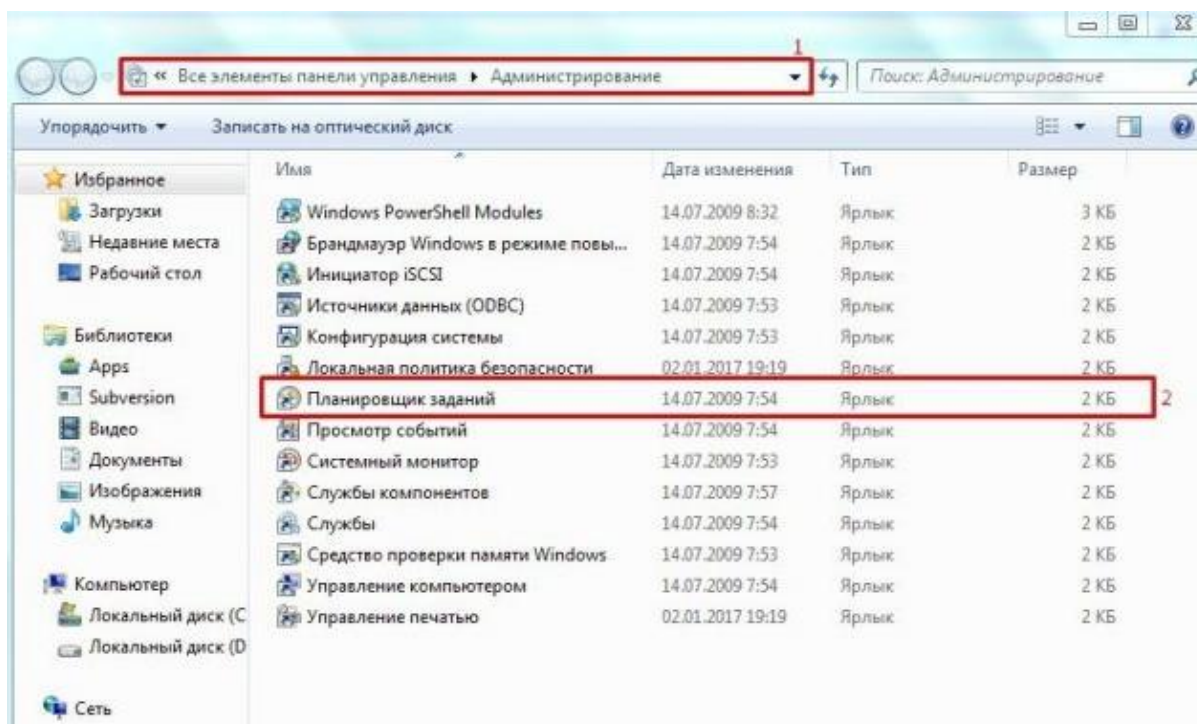 1
« Все элементы панели управления Администрирование
Поиск: Администрирование
Упорядочить Записать на оптический диск
Имя Дата изменения Тип Размер
Избранное
Загрузки
Недавние места
Рабочий стол
Библиотеки
Apps
Subversion
Видео
Документы
Изображения
Музыка
Компьютер
Локальный диск (C
Локальный диск (D
Сеть
Windows PowerShell Modules 14.07.2009 8:32 Ярлык 3 КБ
Брандмауэр Windows в режиме повы... 14.07.2009 7:54 Ярлык 2 КБ
Инициатор iSCSI 14.07.2009 7:54 Ярлык 2 КБ
Источники данных (ODBC) 14.07.2009 7:53 Ярлык 2 КБ
Конфигурация системы 14.07.2009 7:53 Ярлык 2 КБ
Локальная политика безопасности 02.01.2017 19:19 Ярлык 2 КБ
Планировщик заданий 14.07.2009 7:54 Ярлык 2 КБ 2
Просмотр событий 14.07.2009 7:54 Ярлык 2 КБ
Системный монитор 14.07.2009 7:53 Ярлык 2 КБ
Службы компонентов 14.07.2009 7:57 Ярлык 2 КБ
Службы 14.07.2009 7:54 Ярлык 2 КБ
Средство проверки памяти Windows 14.07.2009 7:53 Ярлык 2 КБ
Управление компьютером 14.07.2009 7:54 Ярлык 2 КБ
Управление печатью 02.01.2017 19:19 Ярлык 2 КБ